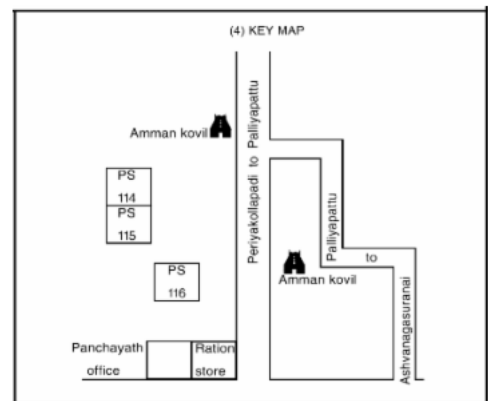 (4) KEY MAP
Amman kovil
Periyakollapadi to Palliyapattu
PS
114
PS
115
PS
116
Palliyapattu
to
Ashvanagasuranai
Amman kovil
Panchayath
office
Ration
store